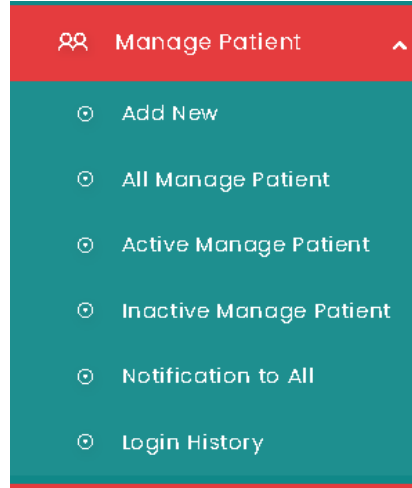 Manage Patient
Add New
All Manage Patient
Active Manage Patient
Inactive Manage Patient
Notification to All
Login History